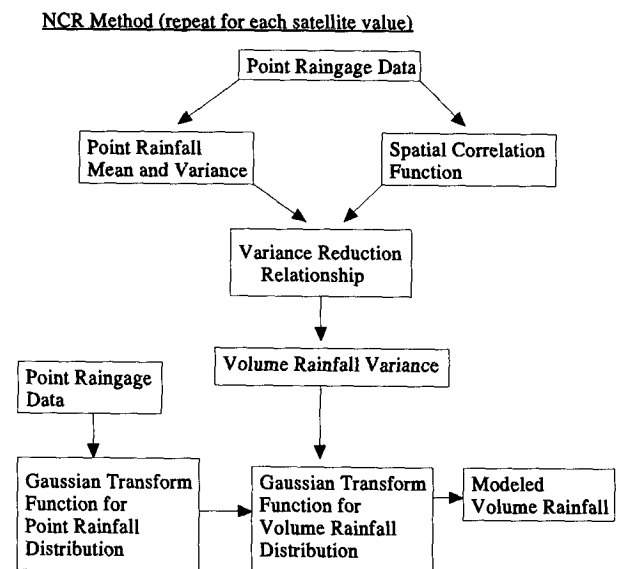 NCR Method (repeat for each satellite value)
Point Raingage Data
Point Rainfall
Mean and Variance
Spatial Correlation
Function
Variance Reduction
Relationship
Volume Rainfall Variance
Point Raingage
Data
Gaussian Transform
Function for
Point Rainfall
Distribution
Gaussian Transform
Function for
Volume Rainfall
Distribution
Modeled
Volume Rainfall